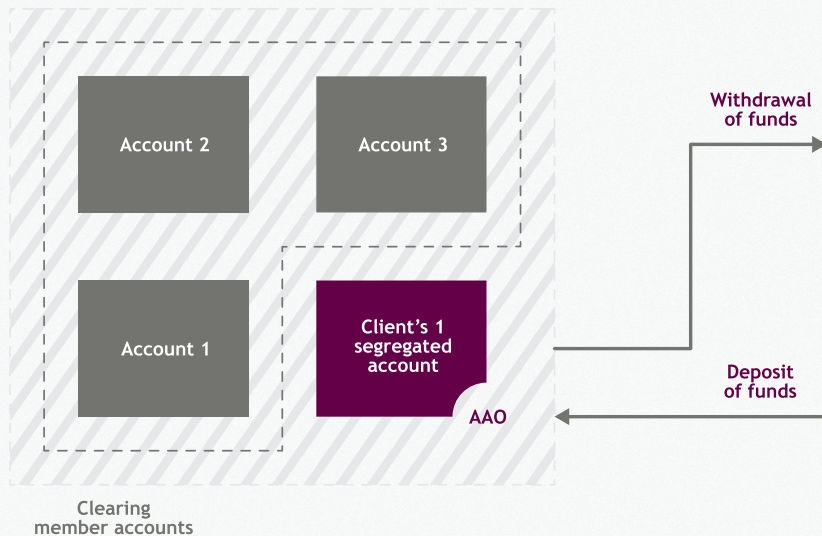 Withdrawal
of funds
Account 2
Account 3
Account 1
Client's 1
segregated
account
AAO
Deposit
of funds
Clearing
member accounts